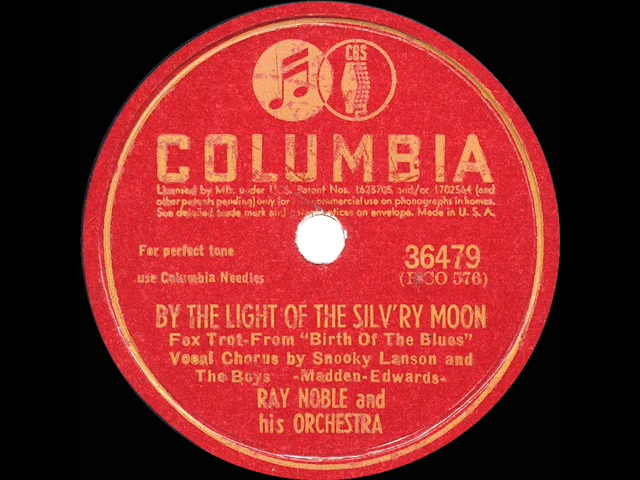 CBS
COLUMBIA
Licensed by Mfr. under U.S. Patent Nos. 1625705 and/or 1702564 (and
other patents pending) only for commercial use on phonographs in homes.
See detailed trade mark and patent notices on envelope. Made in U. S. A.
For perfect tone
use Columbia Needles
36479
576)
BY THE LIGHT OF THE SILV'RY MOON
Fox Trot-From "Birth Of The Blues"
Vocal Chorus by Snooky Lanson and
The Boys -Madden-Edwards-
RAY NOBLE and
his ORCHESTRA